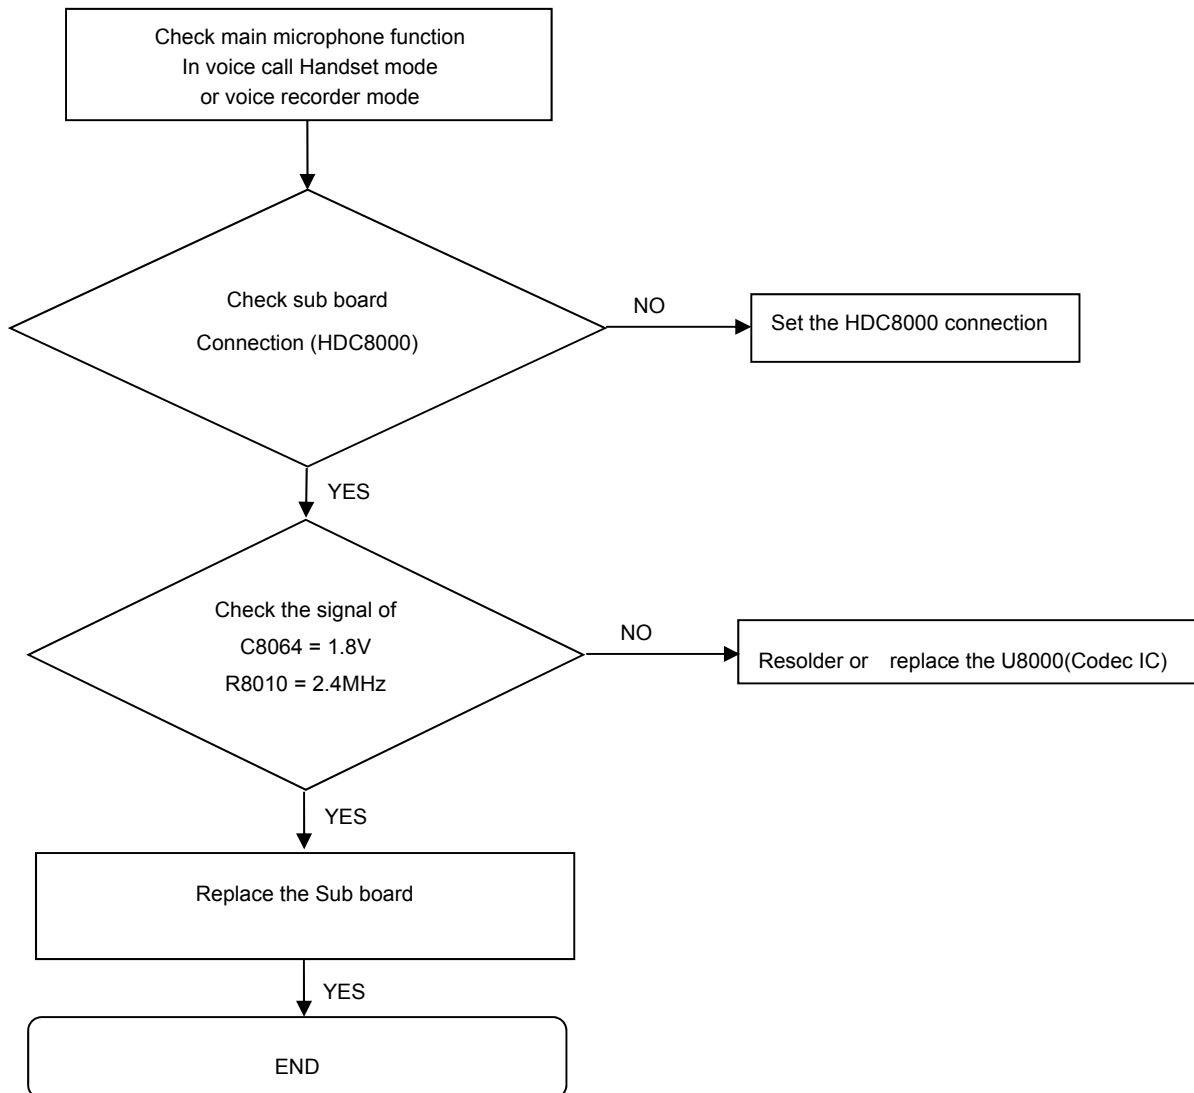 Check main microphone function
In voice call Handset mode
or voice recorder mode
Check sub board
Connection (HDC8000)
NO
Set the HDC8000 connection
YES
Check the signal of
C8064 = 1.8V
R8010 = 2.4MHz
NO
Resolder or replace the U8000(Codec IC)
YES
Replace the Sub board
YES
END